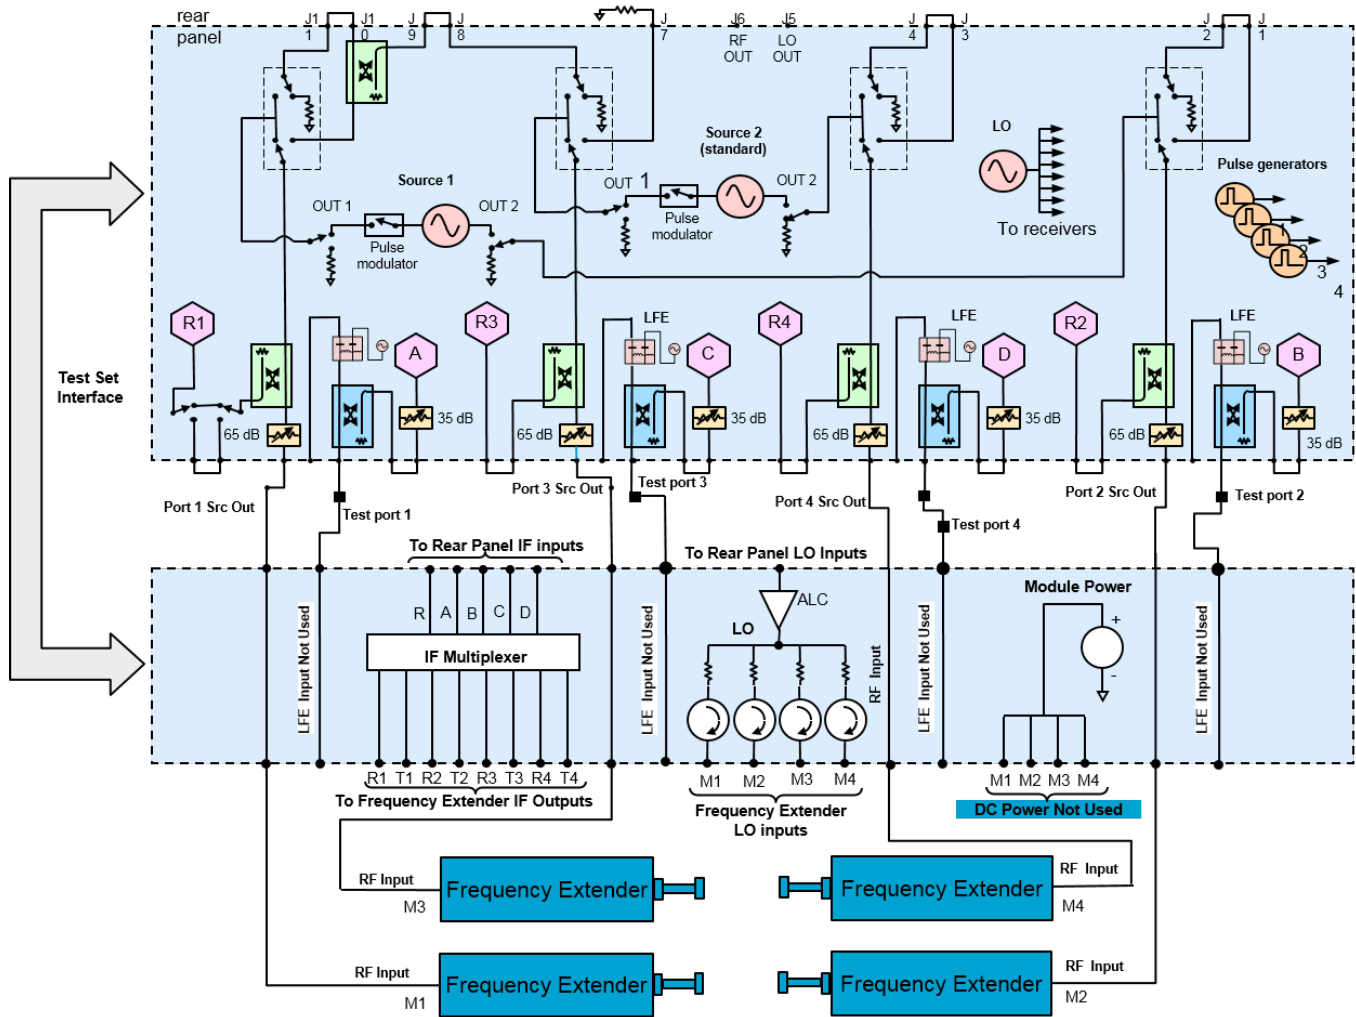 rear
panel
J1
1
J1
0
J
9
J
8
J
7
J6
RF
OUT
J5
LO
OUT
J
4
J
3
J
2
J
1
Source 2
(standard)
LO
Pulse generators
1
2
3
4
To receivers
Source 1
OUT 1
OUT 2
Pulse
modulator
OUT 1
OUT 2
Pulse
modulator
Test Set
Interface
R1
A
R3
LFE
C
R4
LFE
D
R2
LFE
B
65 dB
35 dB
65 dB
35 dB
65 dB
35 dB
65 dB
35 dB
Port 1 Src Out
Test port 1
Port 3 Src Out
Test port 3
Port 4 Src Out
Test port 4
Port 2 Src Out
Test port 2
To Rear Panel IF inputs
To Rear Panel LO Inputs
Module Power
LFE Input Not Used
R
A
B
C
D
IF Multiplexer
LFE Input Not Used
ALC
LO
RF Input
LFE Input Not Used
+
-
LFE Input Not Used
R1 T1 R2 T2 R3 T3 R4 T4
To Frequency Extender IF Outputs
M1 M2 M3 M4
Frequency Extender
LO inputs
M1 M2 M3 M4
DC Power Not Used
RF Input
M3
Frequency Extender
Frequency Extender
RF Input
M4
RF Input
M1
Frequency Extender
Frequency Extender
RF Input
M2